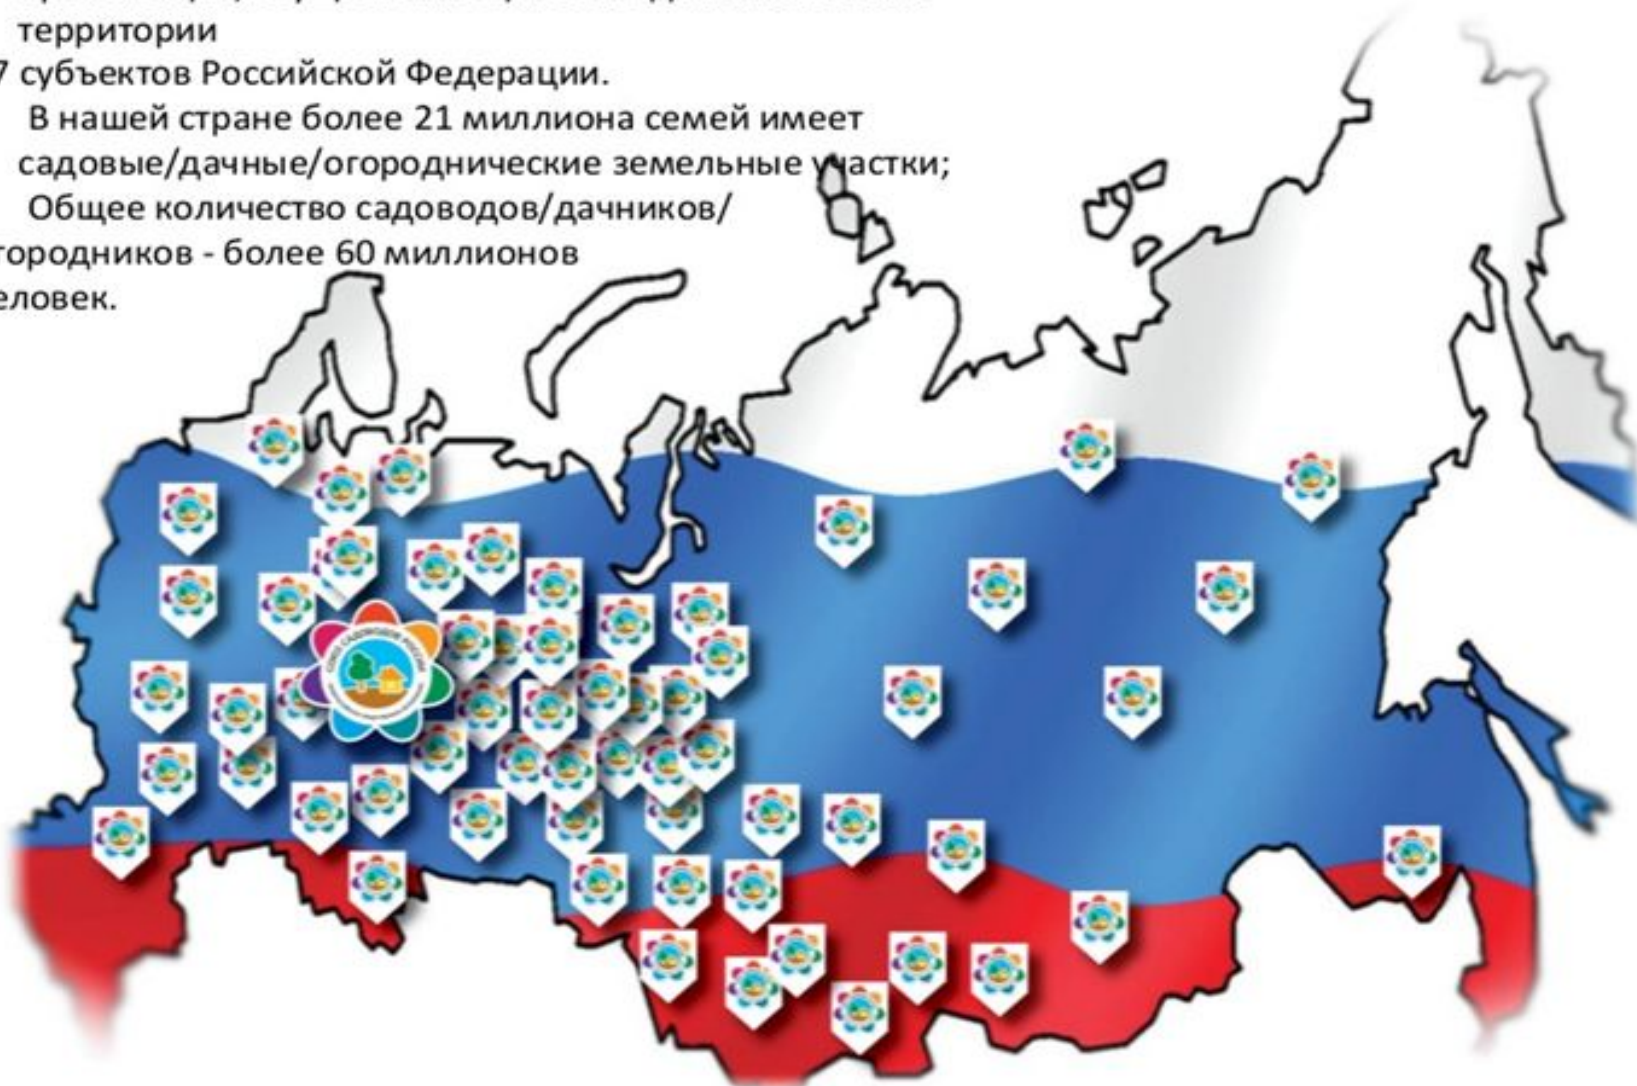 территории
7 субъектов Российской Федерации.
В нашей стране более 21 миллиона семей имеет
садовые/дачные/огороднические земельные участки;
Общее количество садоводов/дачников/
городников - более 60 миллионов
еловек.